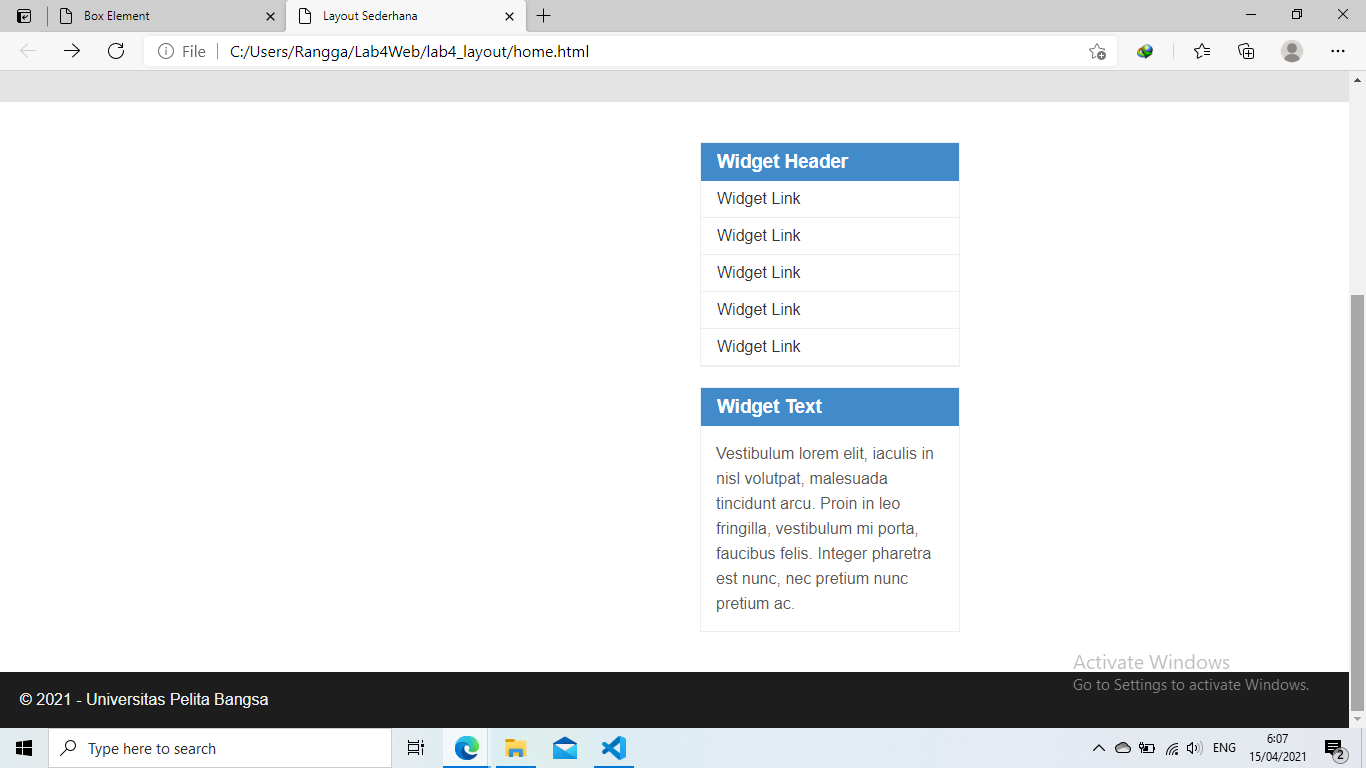 Box Element
Layout Sederhana
File
C:/Users/Rangga/Lab4Web/lab4_layout/home.html
Widget Header
Widget Link
Widget Link
Widget Link
Widget Link
Widget Link
Widget Text
Vestibulum lorem elit, iaculis in
nisl volutpat, malesuada
tincidunt arcu. Proin in leo
fringilla, vestibulum mi porta,
faucibus felis. Integer pharetra
est nunc, nec pretium nunc
pretium ac.
Activate Windows
Go to Settings to activate Windows.
© 2021 - Universitas Pelita Bangsa
Type here to search
ENG
6:07
15/04/2021
2